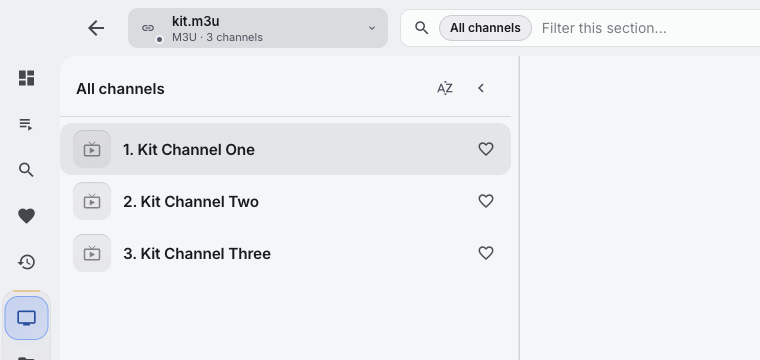 kit.m3u
M3U · 3 channels
All channels
Filter this section...
All channels
AZ
1. Kit Channel One
2. Kit Channel Two
3. Kit Channel Three